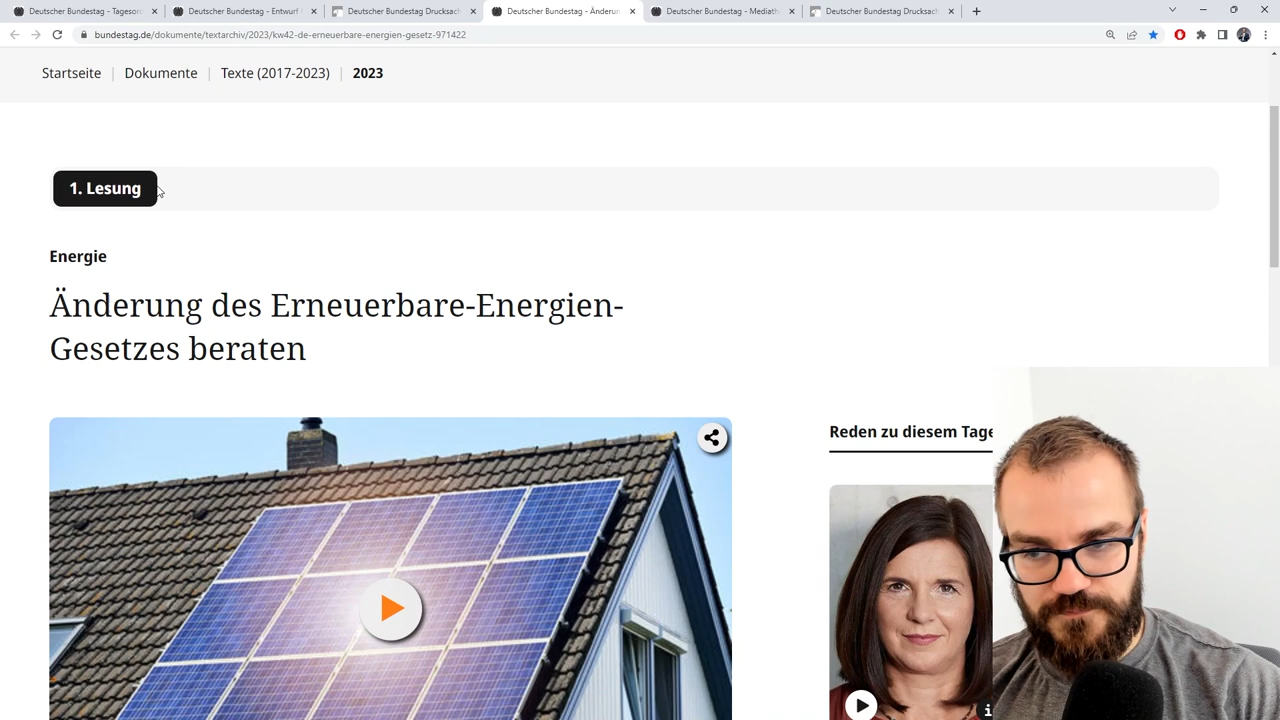 Deutscher Bundestag - Tagesord
Deutscher Bundestag - Entwurf
Deutscher Bundestag Drucksach
Deutscher Bundestag - Änderun
Deutscher Bundestag - Mediath
Deutscher Bundestag Drucksach
bundestag.de/dokumente/textarchiv/2023/kw42-de-erneuerbare-energien-gesetz-971422
Startseite | Dokumente | Texte (2017-2023) | 2023
1. Lesung
Energie
Änderung des Erneuerbare-Energien-
Gesetzes beraten
Reden zu diesem Tage
i